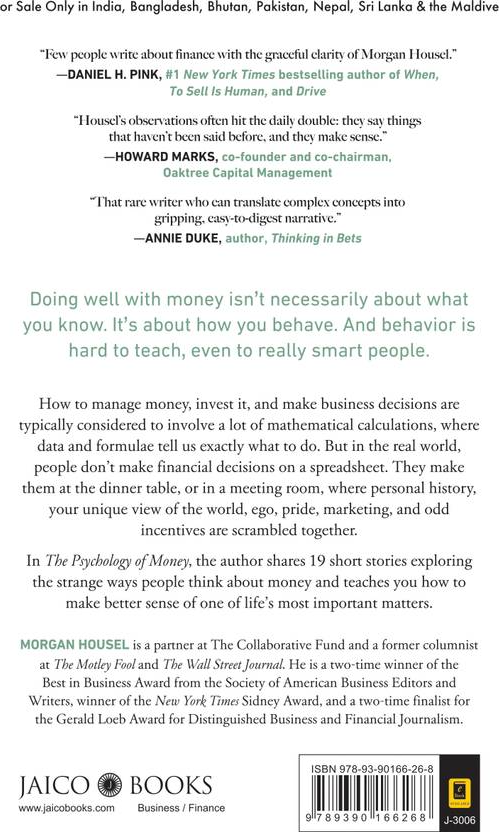 or Sale Only in India, Bangladesh, Bhutan, Pakistan, Nepal, Sri Lanka & the Maldive
“Few people write about finance with the graceful clarity of Morgan Housel.”
—DANIEL H. PINK, #1 New York Times bestselling author of When,
To Sell Is Human, and Drive
“Housel’s observations often hit the daily double: they say things
that haven’t been said before, and they make sense.”
—HOWARD MARKS, co-founder and co-chairman,
Oaktree Capital Management
“That rare writer who can translate complex concepts into
gripping, easy-to-digest narrative.”
—ANNIE DUKE, author, Thinking in Bets
Doing well with money isn’t necessarily about what
you know. It’s about how you behave. And behavior is
hard to teach, even to really smart people.
How to manage money, invest it, and make business decisions are
typically considered to involve a lot of mathematical calculations, where
data and formulae tell us exactly what to do. But in the real world,
people don’t make financial decisions on a spreadsheet. They make
them at the dinner table, or in a meeting room, where personal history,
your unique view of the world, ego, pride, marketing, and odd
incentives are scrambled together.
In The Psychology of Money, the author shares 19 short stories exploring
the strange ways people think about money and teaches you how to
make better sense of one of life’s most important matters.
MORGAN HOUSEL is a partner at The Collaborative Fund and a former columnist
at The Motley Fool and The Wall Street Journal. He is a two-time winner of the
Best in Business Award from the Society of American Business Editors and
Writers, winner of the New York Times Sidney Award, and a two-time finalist for
the Gerald Loeb Award for Distinguished Business and Financial Journalism.
JAICO BOOKS
www.jaicobooks.com Business / Finance
ISBN 978-93-90166-26-8
9 789390 166268
e Book
AVAILABLE
J-3006